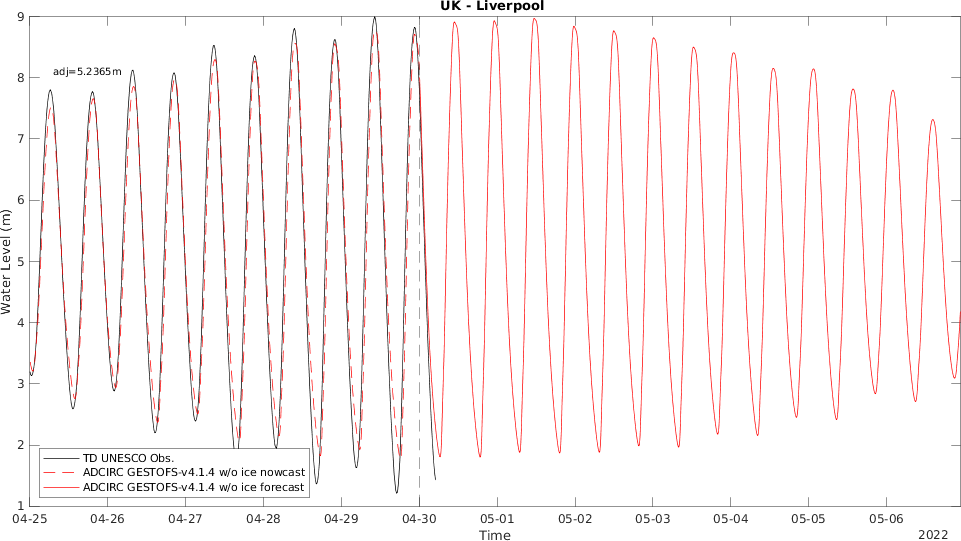 UK - Liverpool
9
8
7
6
5
4
3
2
1
Water Level (m)
adj=5.2365m
TD UNESCO Obs.
ADCIRC GESTOFS-v4.1.4 w/o ice nowcast
ADCIRC GESTOFS-v4.1.4 w/o ice forecast
04-25 04-26 04-27 04-28 04-29 04-30 05-01 05-02 05-03 05-04 05-05 05-06
Time
2022